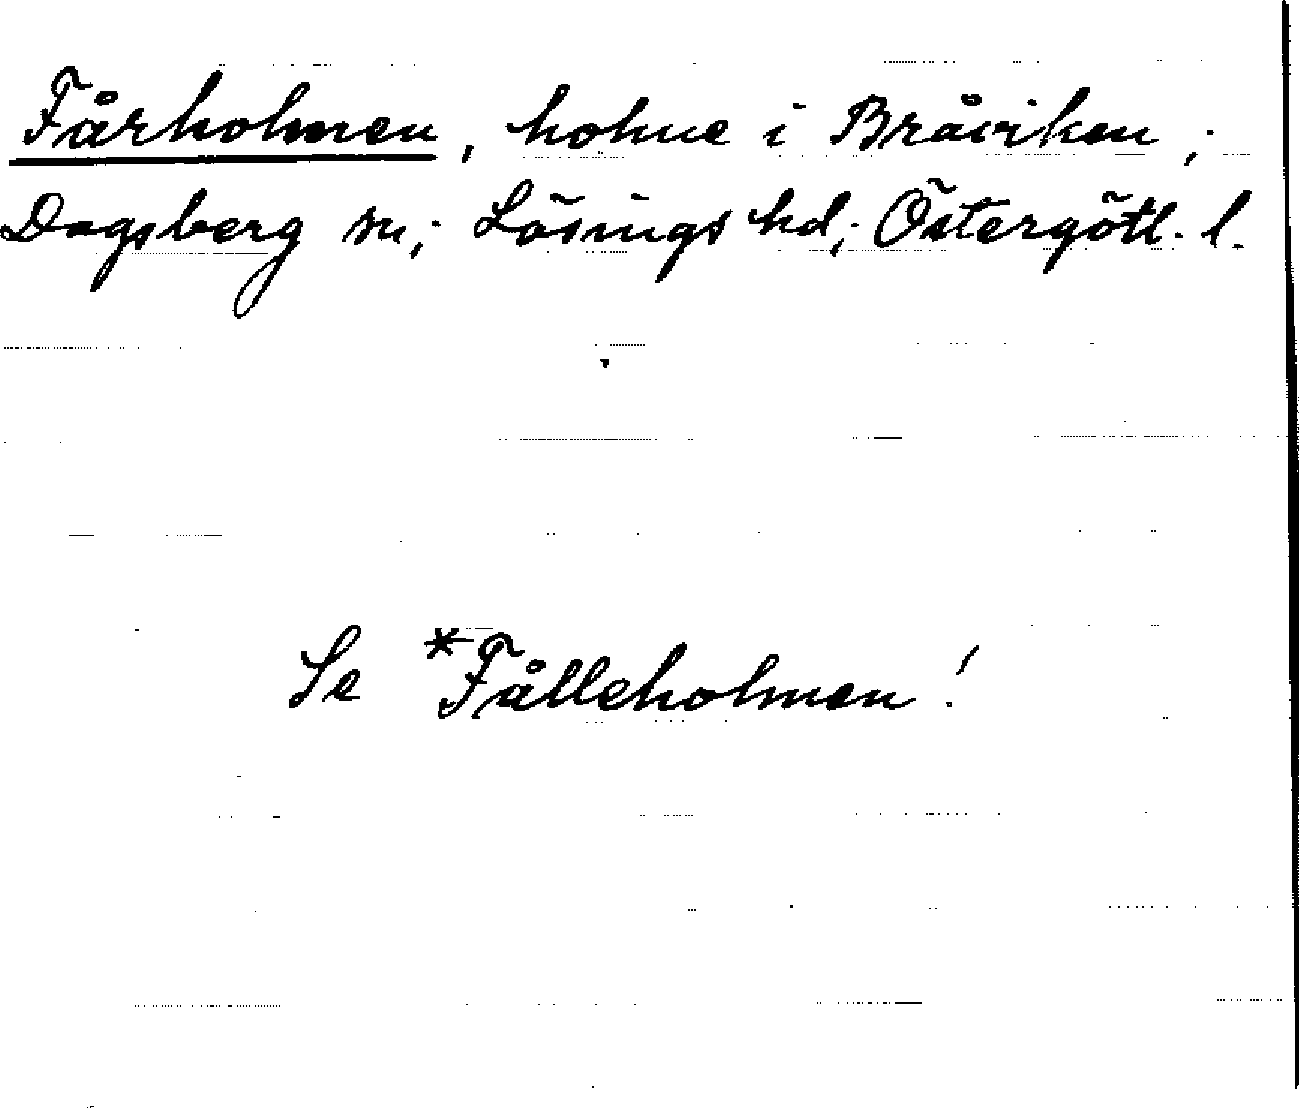 Fårholmen, holme i Bråviken;
Dagsberg sn; Lösings hd; Östergötl. l.
Se *Fålleholmen!